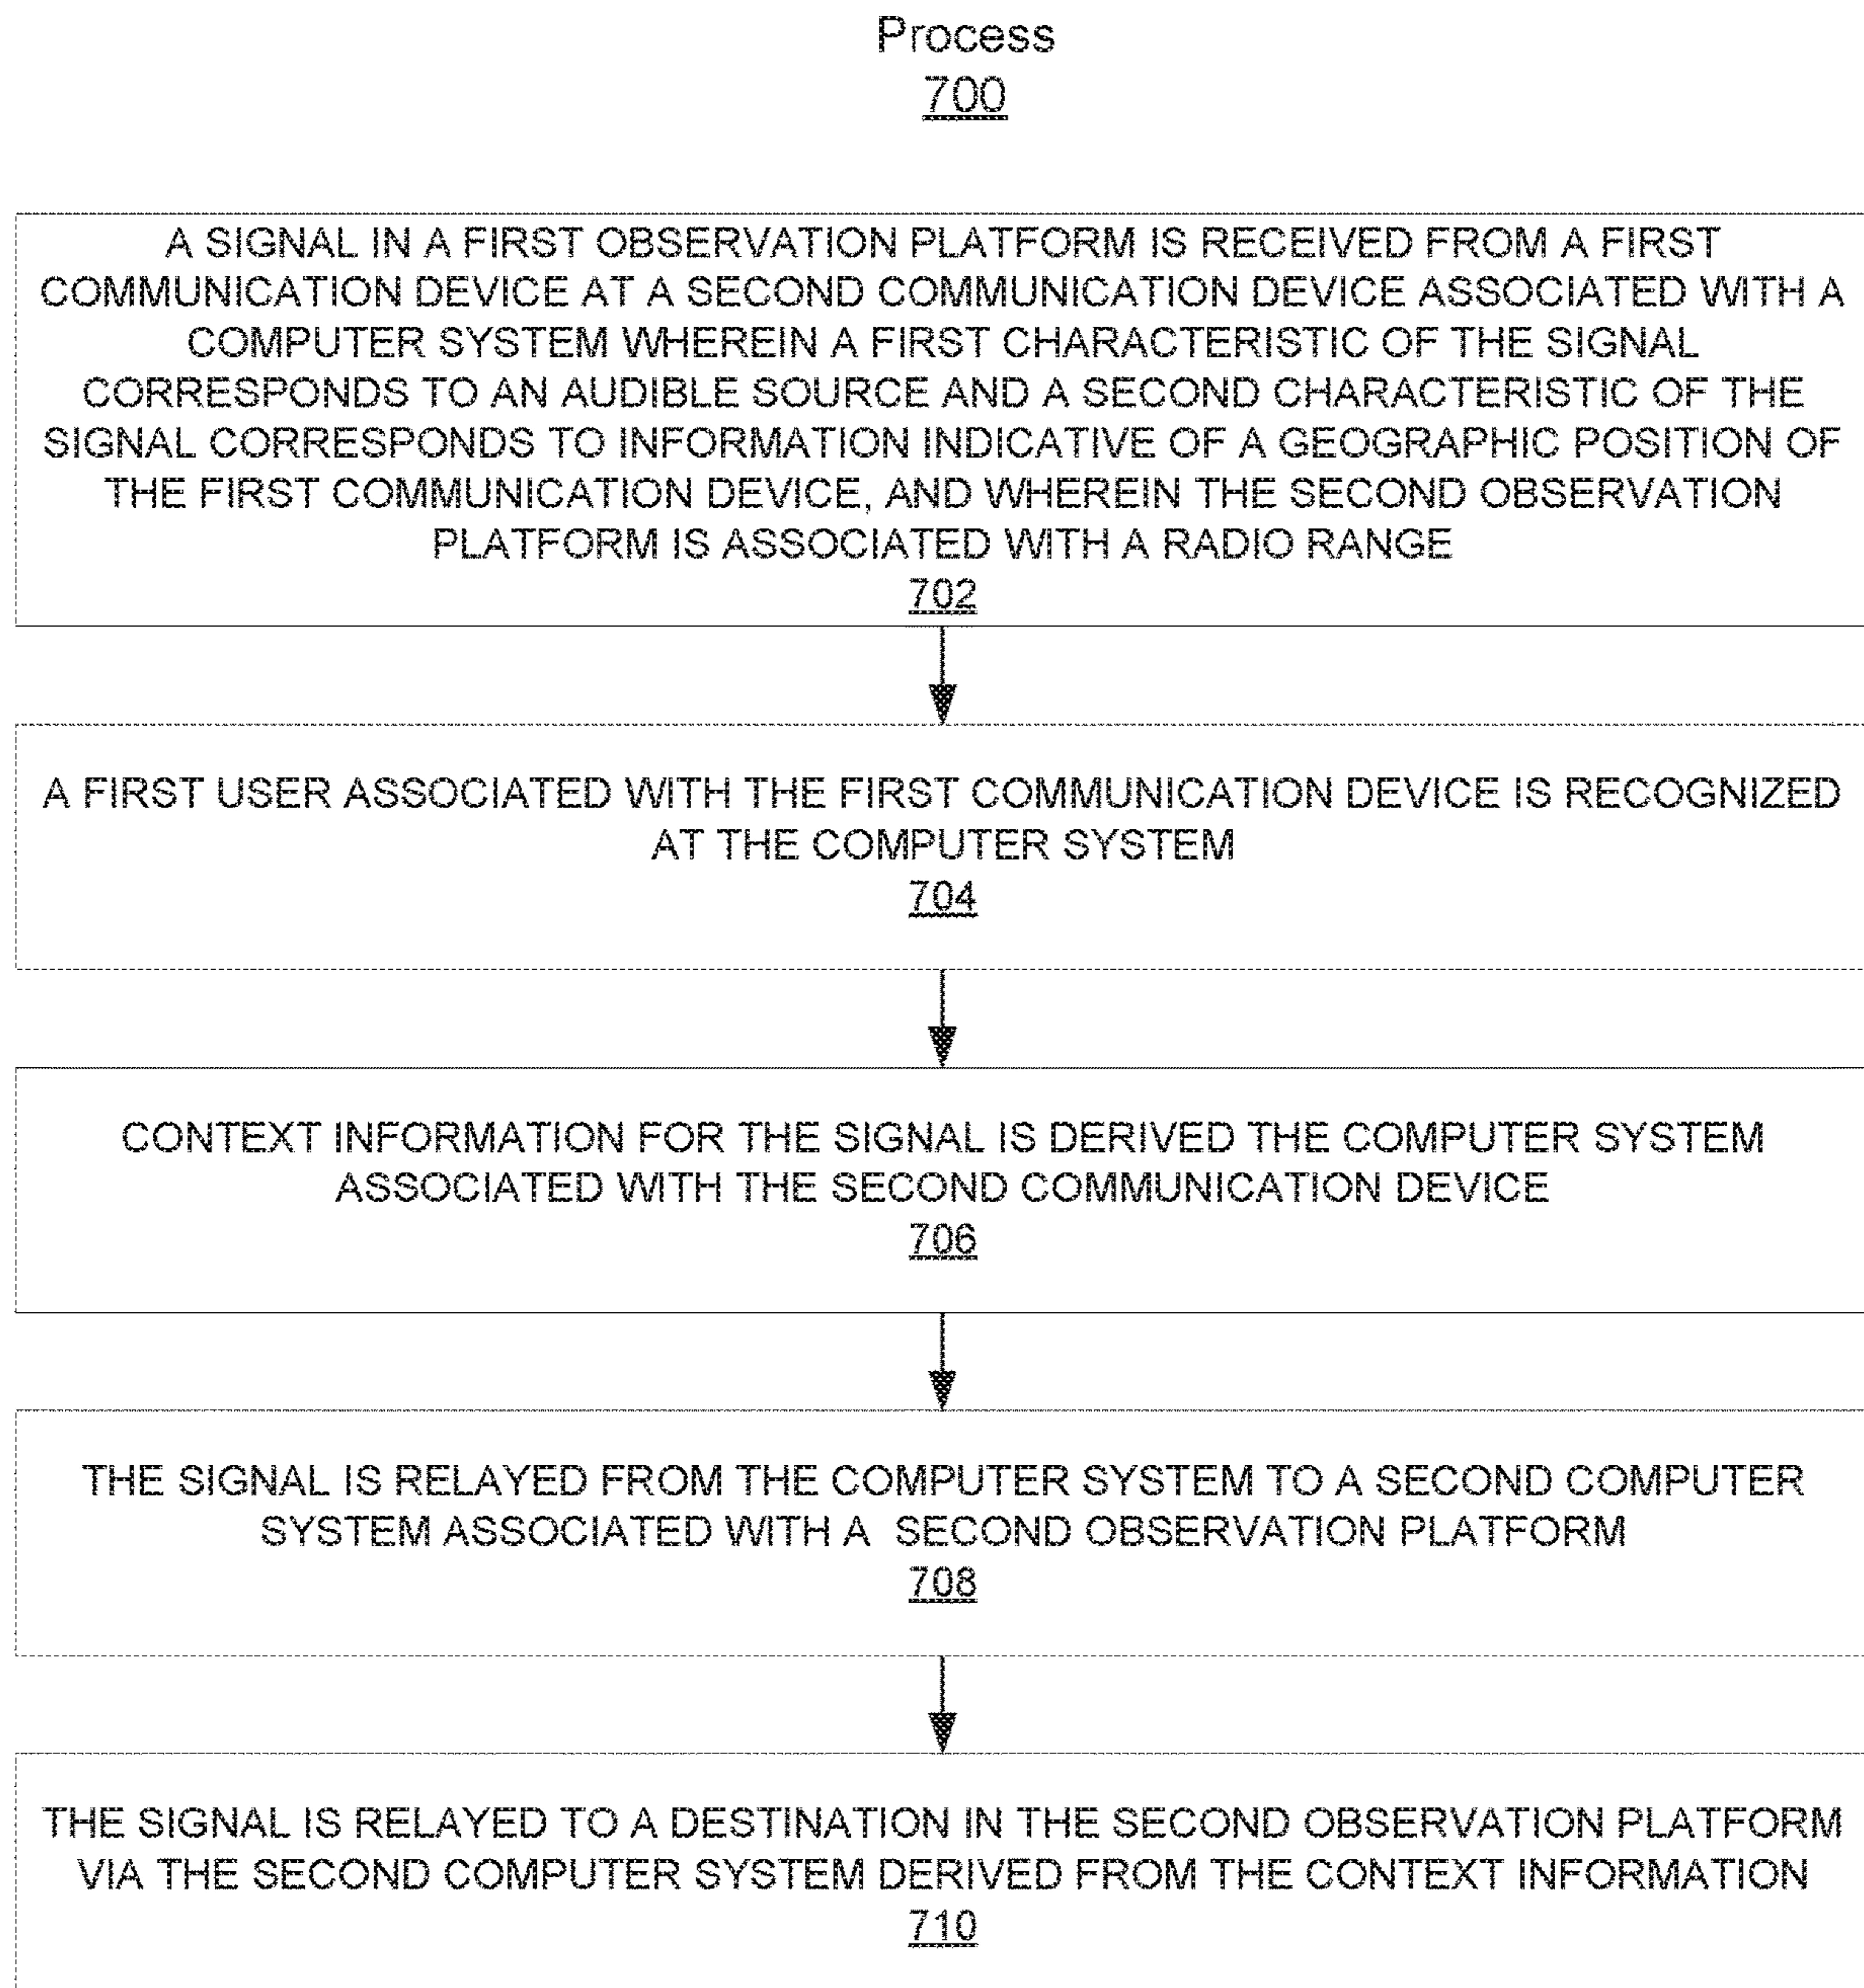 Process
700
A SIGNAL IN A FIRST OBSERVATION PLATFORM IS RECEIVED FROM A FIRST
COMMUNICATION DEVICE AT A SECOND COMMUNICATION DEVICE ASSOCIATED WITH A
COMPUTER SYSTEM WHEREIN A FIRST CHARACTERISTIC OF THE SIGNAL
CORRESPONDS TO AN AUDIBLE SOURCE AND A SECOND CHARACTERISTIC OF THE
SIGNAL CORRESPONDS TO INFORMATION INDICATIVE OF A GEOGRAPHIC POSITION OF
THE FIRST COMMUNICATION DEVICE, AND WHEREIN THE SECOND OBSERVATION
PLATFORM IS ASSOCIATED WITH A RADIO RANGE
702
A FIRST USER ASSOCIATED WITH THE FIRST COMMUNICATION DEVICE IS RECOGNIZED
AT THE COMPUTER SYSTEM
704
CONTEXT INFORMATION FOR THE SIGNAL IS DERIVED THE COMPUTER SYSTEM
ASSOCIATED WITH THE SECOND COMMUNICATION DEVICE
706
THE SIGNAL IS RELAYED FROM THE COMPUTER SYSTEM TO A SECOND COMPUTER
SYSTEM ASSOCIATED WITH A SECOND OBSERVATION PLATFORM
708
THE SIGNAL IS RELAYED TO A DESTINATION IN THE SECOND OBSERVATION PLATFORM
VIA THE SECOND COMPUTER SYSTEM DERIVED FROM THE CONTEXT INFORMATION
710